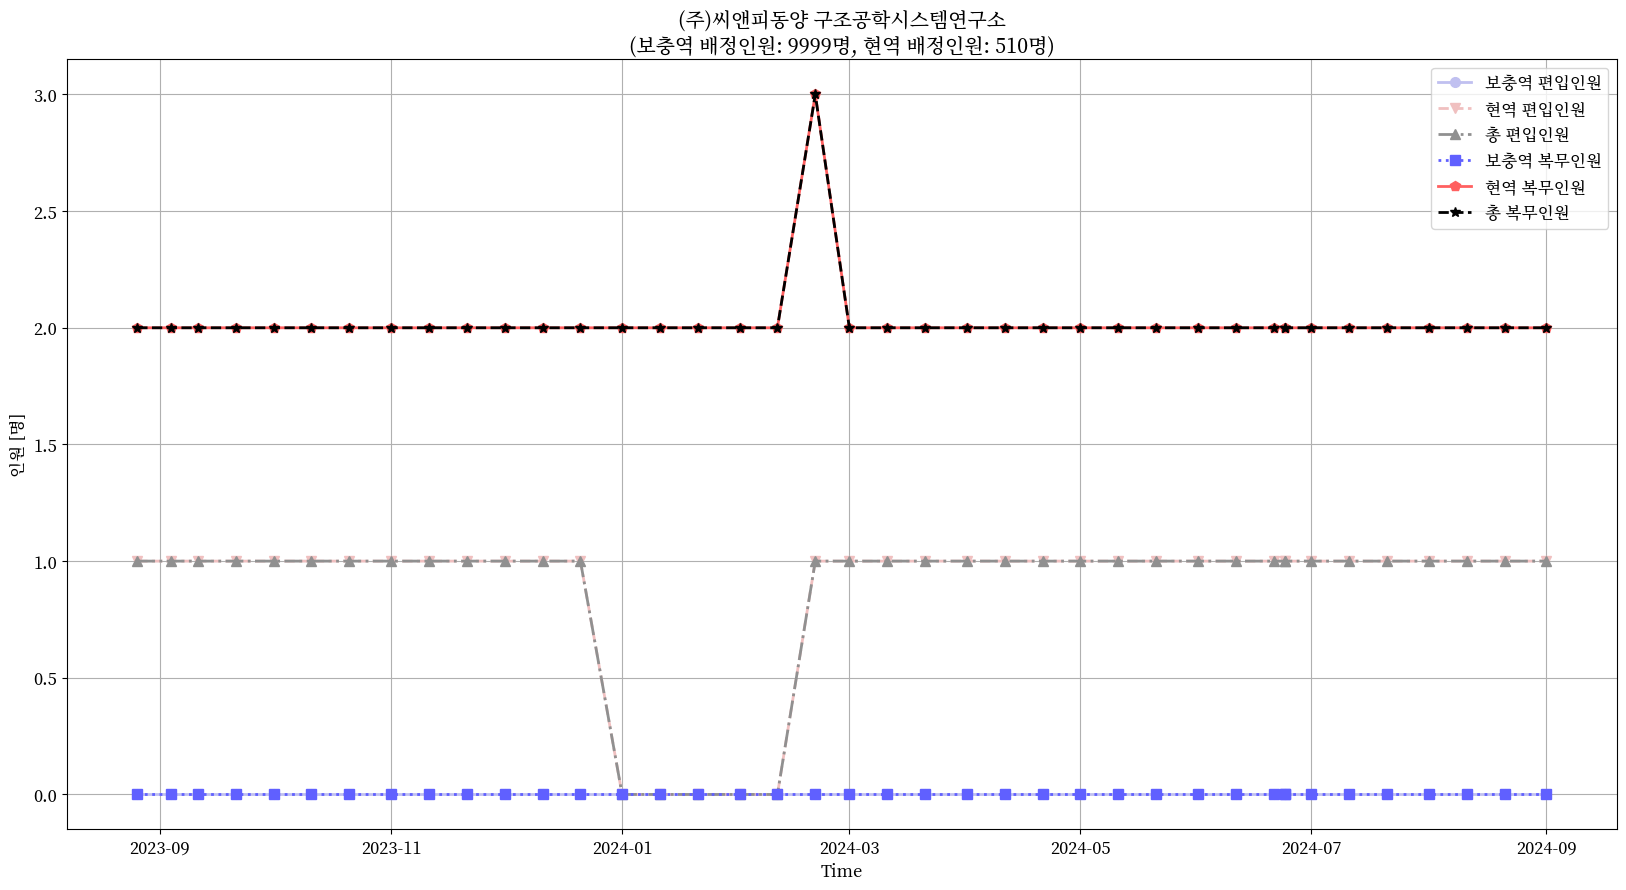 (주)씨앤피동양 구조공학시스템연구소
(보충역 배정인원: 9999명, 현역 배정인원: 510명)
보충역 편입인원
현역 편입인원
총 편입인원
보충역 복무인원
현역 복무인원
총 복무인원
인원 [명]
3.0
2.5
2.0
1.5
1.0
0.5
0.0
2023-09 2023-11 2024-01 2024-03 2024-05 2024-07 2024-09
Time